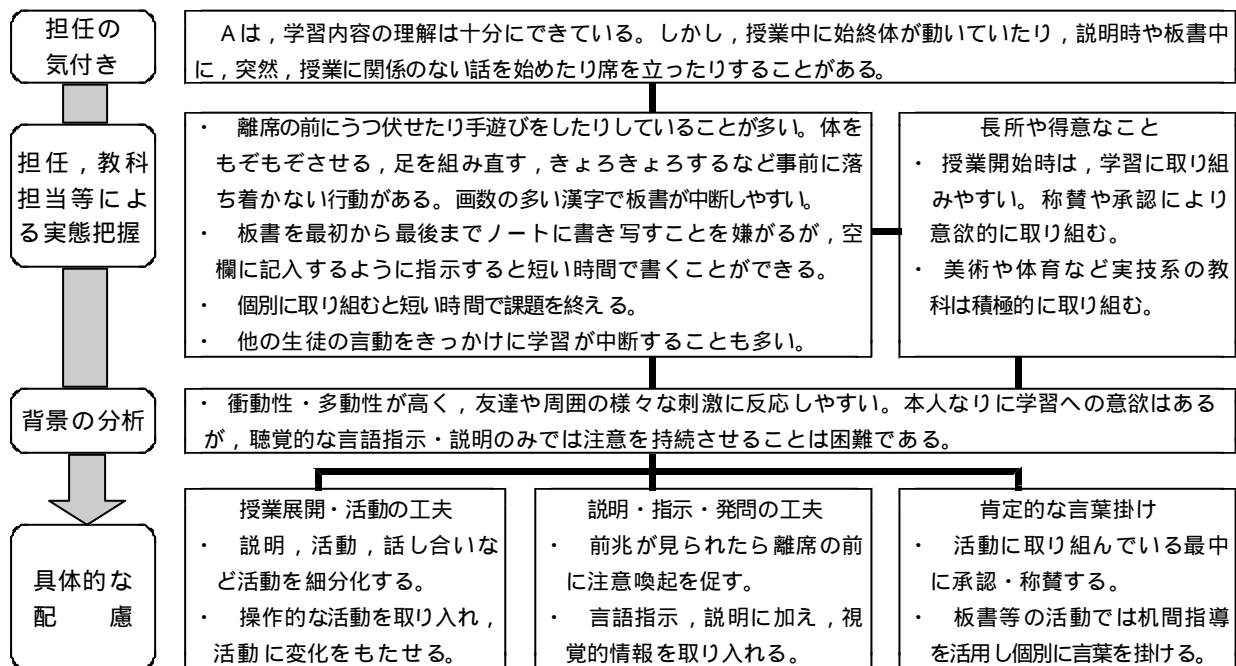 担任の
気付き
Aは，学習内容の理解は十分にできている。しかし，授業中に始終体が動いていたり，説明時や板書中
に，突然，授業に関係のない話を始めたり席を立ったりすることがある。
担任，教科
担当等によ
る実態把握
・ 離席の前にうつ伏せたり手遊びをしたりしていることが多い。体を
もぞもぞさせる，足を組み直す，きょろきょろするなど事前に落
ち着かない行動がある。画数の多い漢字で板書が中断しやすい。
・ 板書を最初から最後までノートに書き写すことを嫌がるが，空
欄に記入するように指示すると短い時間で書くことができる。
・ 個別に取り組むと短い時間で課題を終える。
・ 他の生徒の言動をきっかけに学習が中断することも多い。
長所や得意なこと
・ 授業開始時は，学習に取り組
みやすい。称賛や承認により
意欲的に取り組む。
・ 美術や体育など実技系の教
科は積極的に取り組む。
背景の分析
・ 衝動性・多動性が高く，友達や周囲の様々な刺激に反応しやすい。本人なりに学習への意欲はある
が，聴覚的な言語指示・説明のみでは注意を持続させることは困難である。
具体的な
配 慮
授業展開・活動の工夫
・ 説明，活動，話し合いな
ど活動を細分化する。
・ 操作的な活動を取り入れ，
活動に変化をもたせる。
説明・指示・発問の工夫
・ 前兆が見られたら離席の前
に注意喚起を促す。
・ 言語指示，説明に加え，視
覚的情報を取り入れる。
肯定的な言葉掛け
・ 活動に取り組んでいる最中
に承認・称賛する。
・ 板書等の活動では机間指導
を活用し個別に言葉を掛ける。